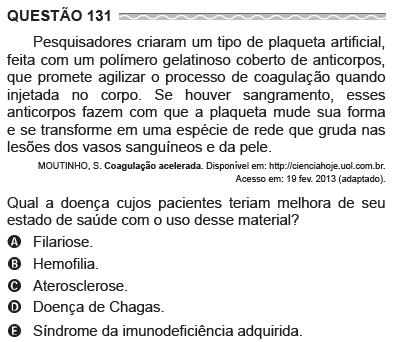 QUESTÃO 131
Pesquisadores criaram um tipo de plaqueta artificial,
feita com um polímero gelatinoso coberto de anticorpos,
que promete agilizar o processo de coagulação quando
injetada no corpo. Se houver sangramento, esses
anticorpos fazem com que a plaqueta mude sua forma
e se transforme em uma espécie de rede que gruda nas
lesões dos vasos sanguíneos e da pele.
MOUTINHO, S. Coagulação acelerada. Disponível em: http://cienciahoje.uol.com.br.
Acesso em: 19 fev. 2013 (adaptado).
Qual a doença cujos pacientes teriam melhora de seu
estado de saúde com o uso desse material?
A Filariose.
B Hemofilia.
C Aterosclerose.
D Doença de Chagas.
E Síndrome da imunodeficiência adquirida.